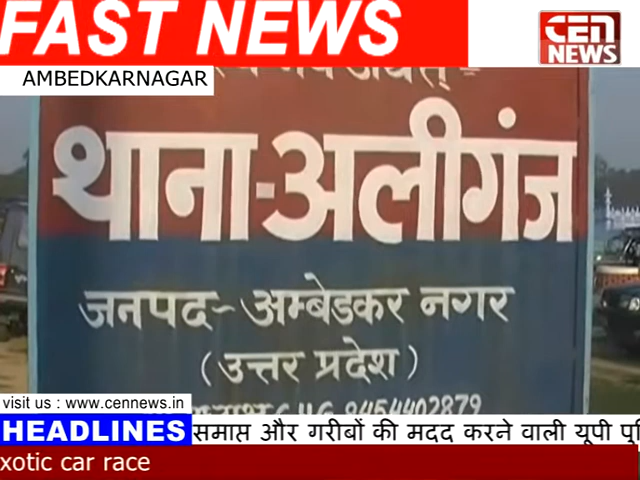 FAST NEWS
CEN
NEWS
AMBEDKARNAGAR
थाना-अलीगंज
जनपद-अम्बेडकर नगर
(उत्तर प्रदेश)
9454402879
visit us : www.cennews.in
HEADLINES
समाप्त और गरीबों की मदद करने वाली यूपी
xotic car race